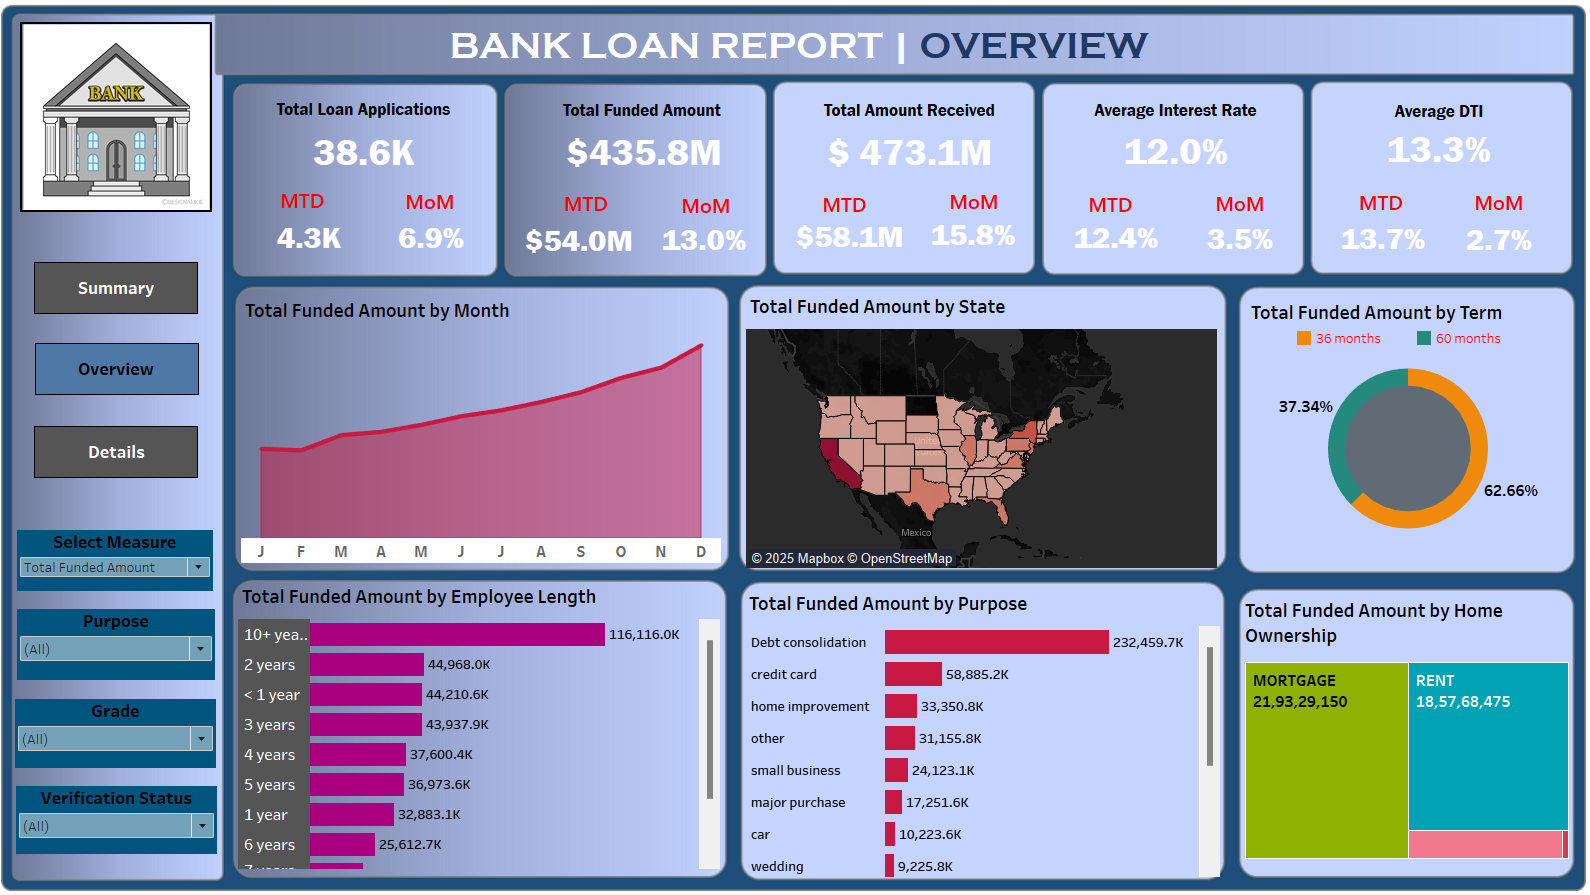 BANK LOAN REPORT | OVERVIEW
BANK
©DESIGNALIKIE
Summary
Overview
Details
Select Measure
Total Funded Amount
Purpose
(All)
Grade
(All)
Verification Status
(All)
Total Loan Applications
38.6K
MTD MoM
4.3K 6.9%
Total Funded Amount
$435.8M
MTD MoM
$54.0M 13.0%
Total Amount Received
$ 473.1M
MTD MoM
$58.1M 15.8%
Average Interest Rate
12.0%
MTD MoM
12.4% 3.5%
Average DTI
13.3%
MTD MoM
13.7% 2.7%
Total Funded Amount by Month
J F M A M J J A S O N D
Total Funded Amount by State
United
States
Mexico
© 2025 Mapbox © OpenStreetMap
Total Funded Amount by Term
36 months 60 months
37.34%
62.66%
Total Funded Amount by Employee Length
10+ yea.. 116,116.0K
2 years 44,968.0K
< 1 year 44,210.6K
3 years 43,937.9K
4 years 37,600.4K
5 years 36,973.6K
1 year 32,883.1K
6 years 25,612.7K
7 years
Total Funded Amount by Purpose
Debt consolidation 232,459.7K
credit card 58,885.2K
home improvement 33,350.8K
other 31,155.8K
small business 24,123.1K
major purchase 17,251.6K
car 10,223.6K
wedding 9,225.8K
Total Funded Amount by Home
Ownership
MORTGAGE
21,93,29,150
RENT
18,57,68,475